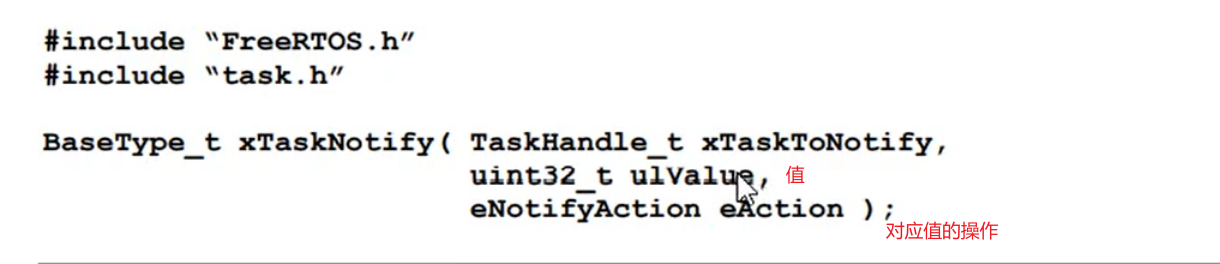 #include “FreeRTOS.h”
#include “task.h”
BaseType_t xTaskNotify( TaskHandle_t xTaskToNotify,
uint32_t ulValue, 值
eNotifyAction eAction );
对应值的操作